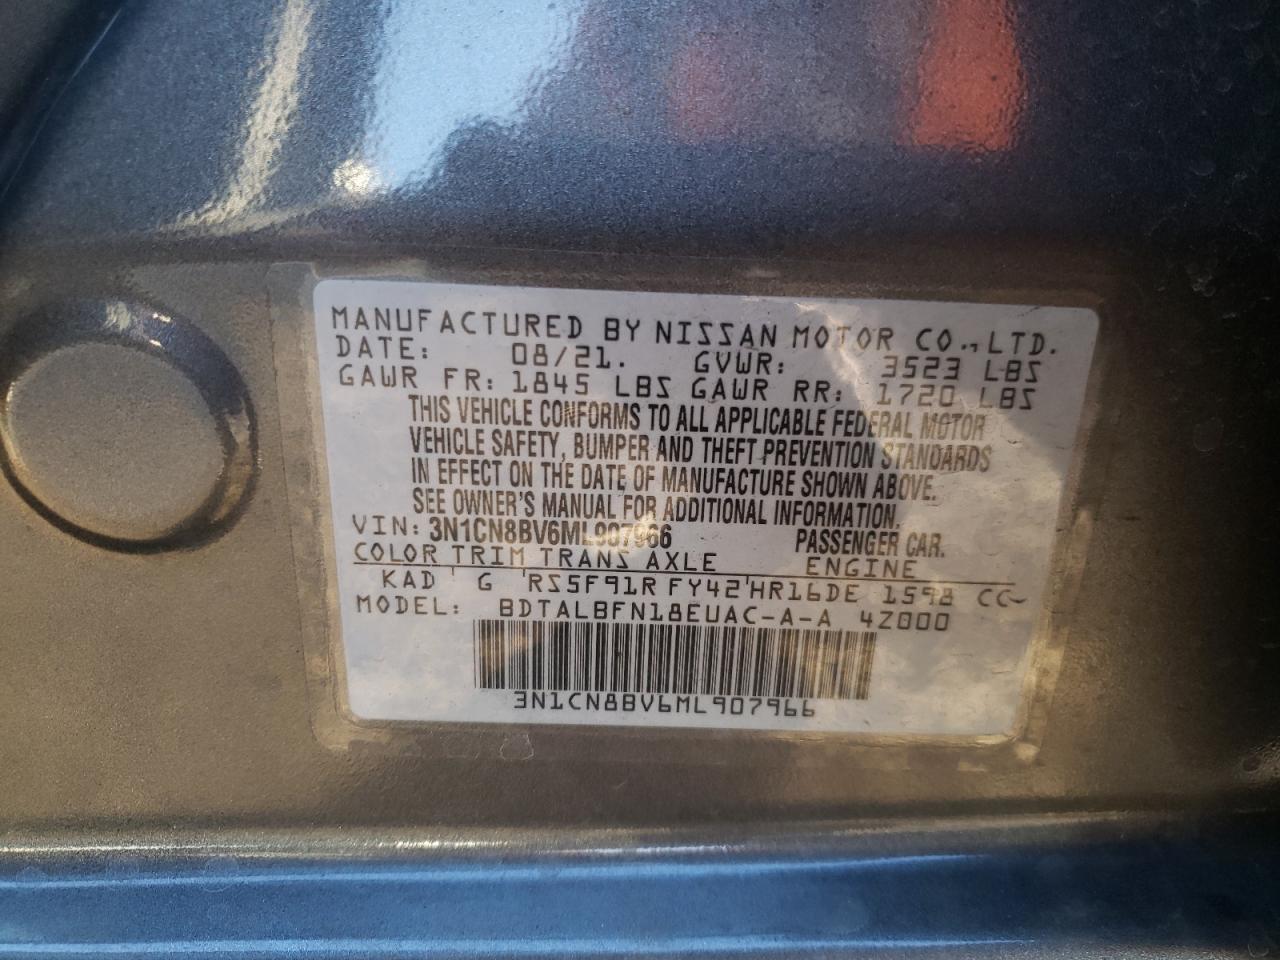 MANUFACTURED BY NISSAN MOTOR CO., LTD.
DATE: 08/21. GVWR: 3523 LBS
GAWR FR: 1845 LBS GAWR RR: 1720 LBS
THIS VEHICLE CONFORMS TO ALL APPLICABLE FEDERAL MOTOR
VEHICLE SAFETY, BUMPER AND THEFT PREVENTION STANDARDS
IN EFFECT ON THE DATE OF MANUFACTURE SHOWN ABOVE.
SEE OWNER'S MANUAL FOR ADDITIONAL INFORMATION.
VIN: 3N1CN8BV6ML907966 PASSENGER CAR.
COLOR TRIM TRANS AXLE ENGINE
KAD G RS5F91R FY42 HR16DE 1598 CC
MODEL: BDTALBFN18EUAC-A-A 4Z000
3N1CN8BV6ML907966